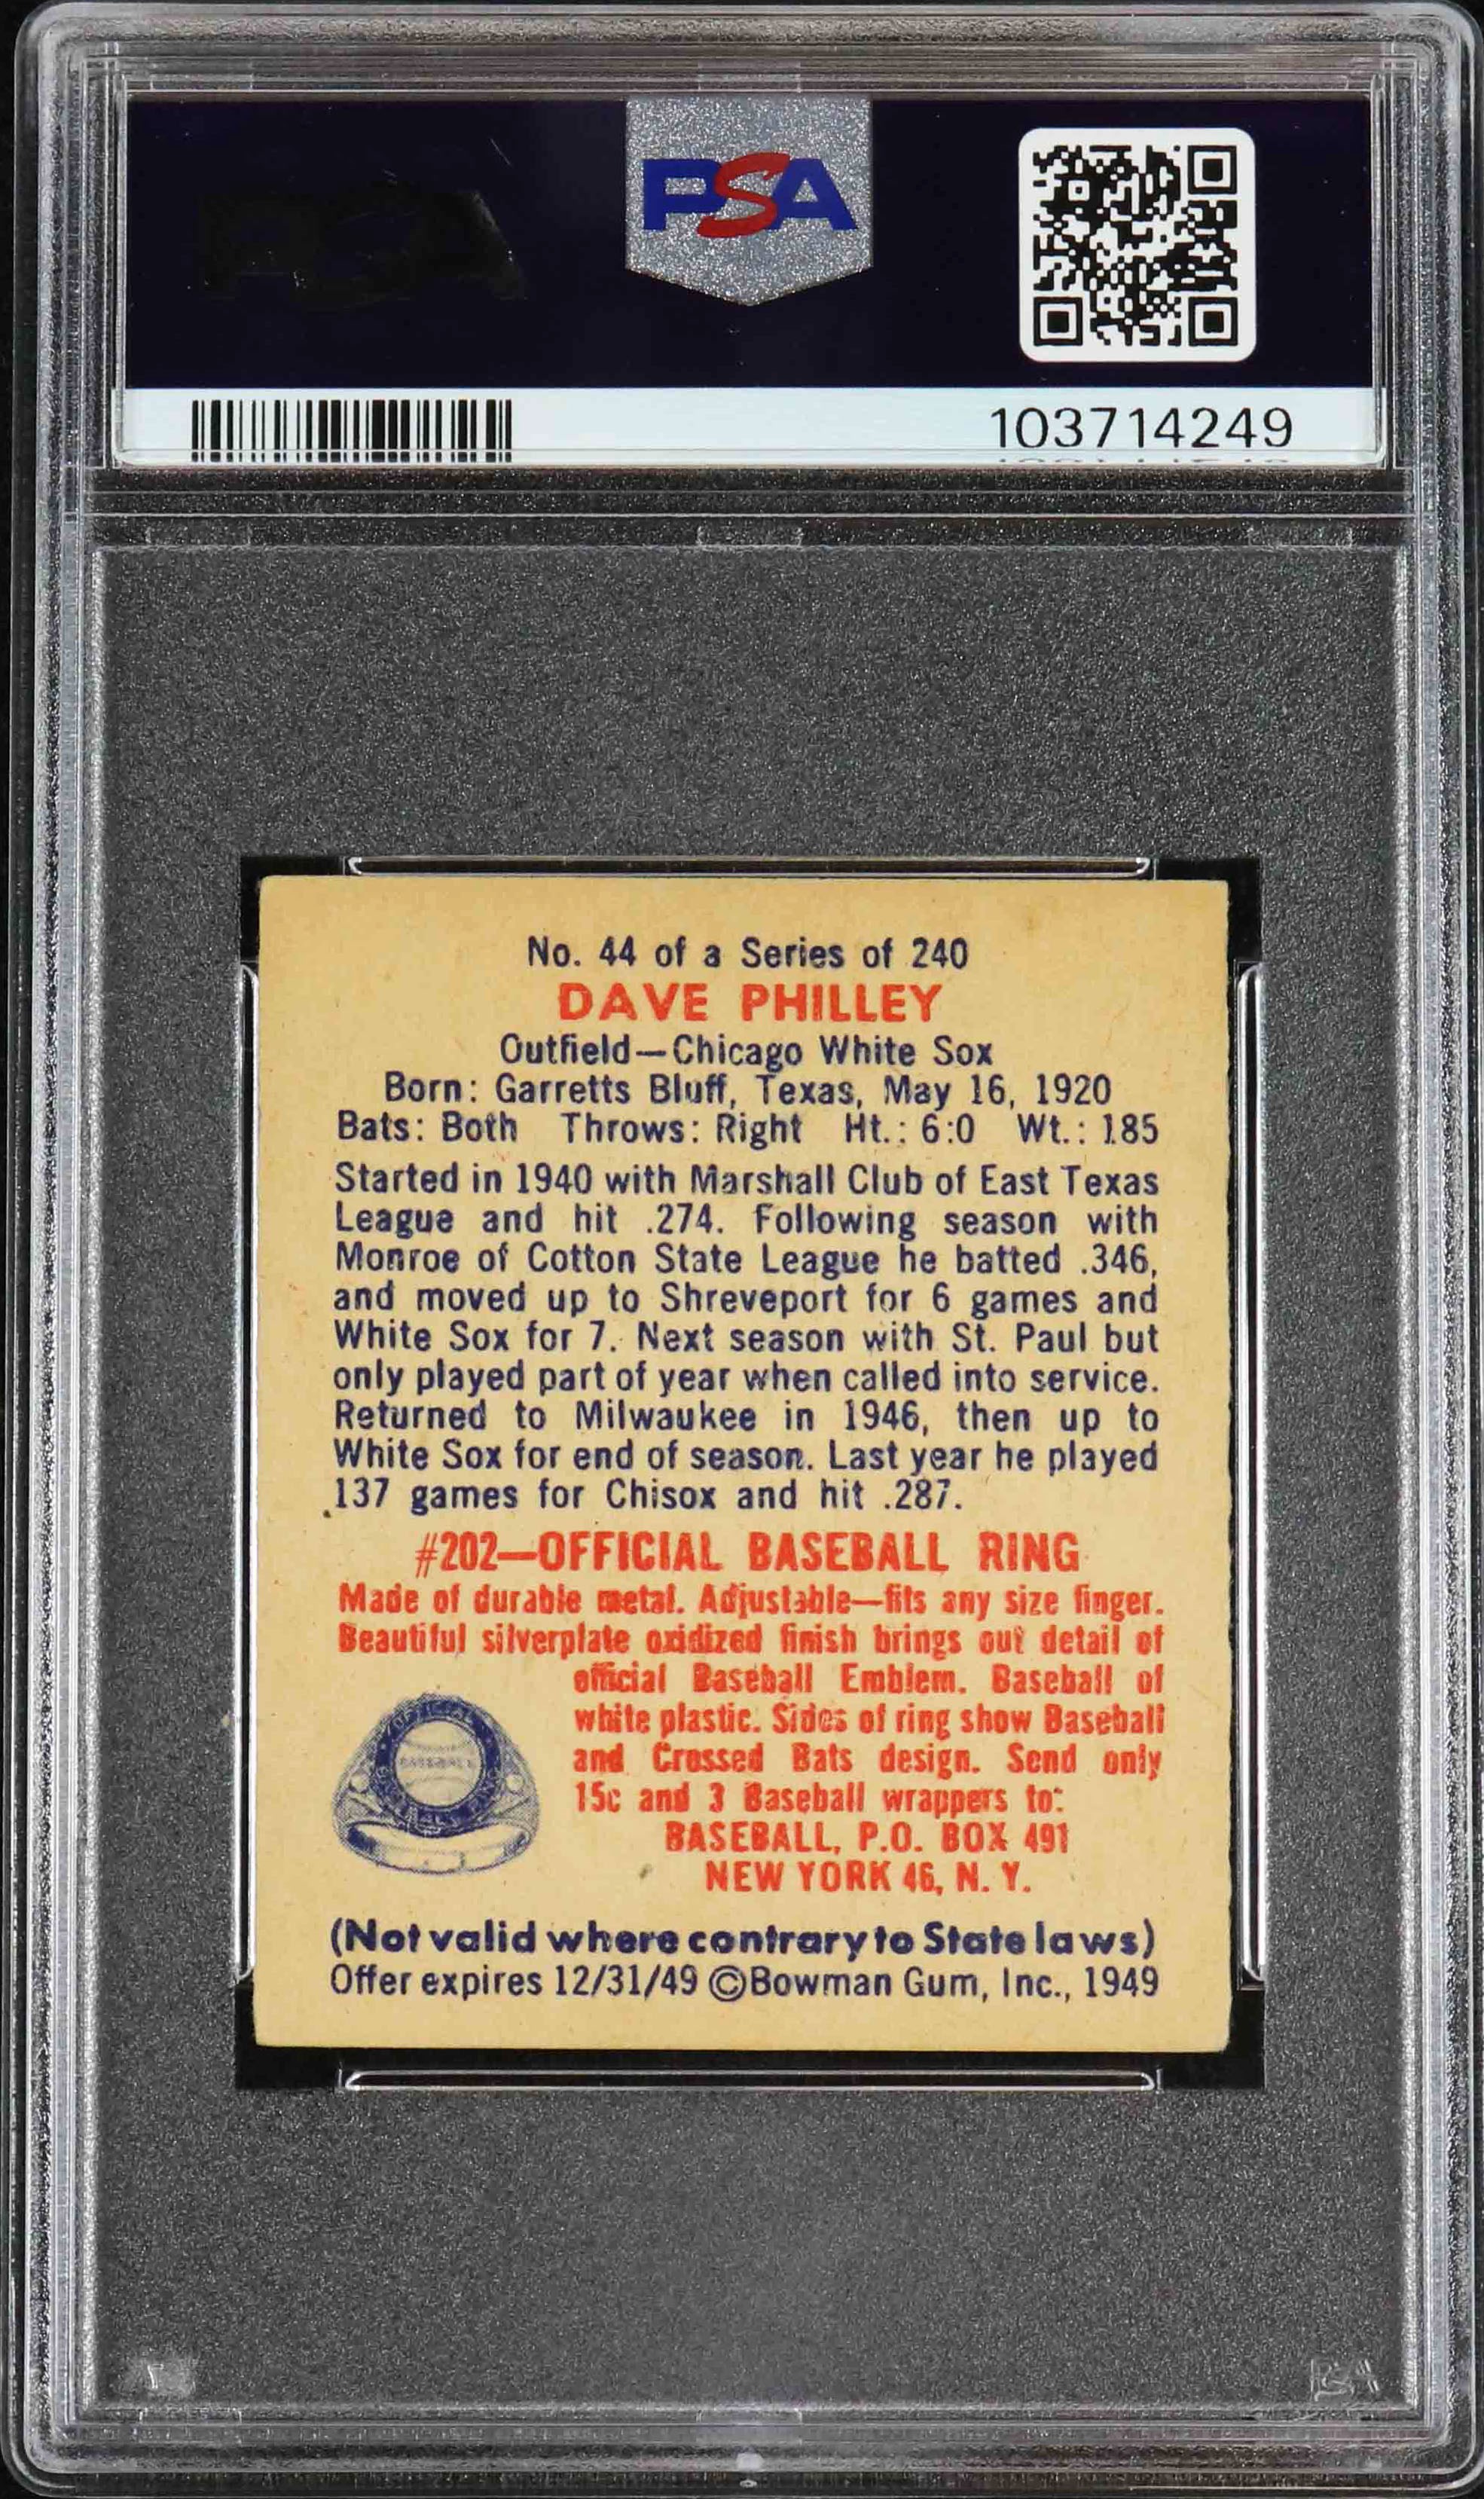 PSA
103714249
No. 44 of a Series of 240
DAVE PHILLEY
Outfield—Chicago White Sox
Born: Garretts Bluff, Texas, May 16, 1920
Bats: Both Throws: Right Ht.: 6:0 Wt.: 185
Started in 1940 with Marshall Club of East Texas
League and hit .274. Following season with
Monroe of Cotton State League he batted .346,
and moved up to Shreveport for 6 games and
White Sox for 7. Next season with St. Paul but
only played part of year when called into service.
Returned to Milwaukee in 1946, then up to
White Sox for end of season. Last year he played
137 games for Chisox and hit .287.
#202—OFFICIAL BASEBALL RING
Made of durable metal. Adjustable—fits any size finger.
Beautiful silverplate oxidized finish brings out detail of
official Baseball Emblem. Baseball of
white plastic. Sides of ring show Baseball
and Crossed Bats design. Send only
15c and 3 Baseball wrappers to:
BASEBALL, P.O. BOX 491
NEW YORK 46, N. Y.
(Not valid where contrary to State laws)
Offer expires 12/31/49 ©Bowman Gum, Inc., 1949
PSA